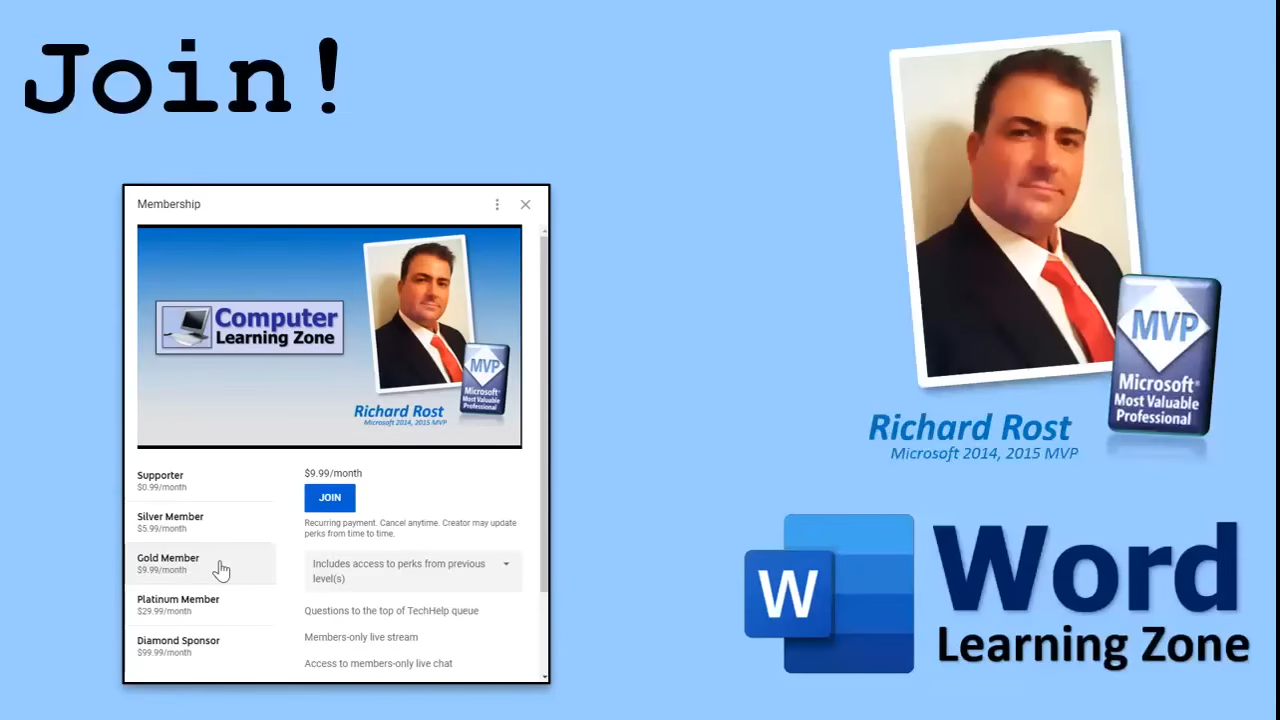 Join!
Membership
Computer
Learning Zone
MVP
Microsoft
Most Valuable
Professional
Richard Rost
Microsoft 2014, 2015 MVP
Supporter
$0.99/month
Silver Member
$5.99/month
Gold Member
$9.99/month
Platinum Member
$29.99/month
Diamond Sponsor
$99.99/month
$9.99/month
JOIN
Recurring payment. Cancel anytime. Creator may update
perks from time to time.
Includes access to perks from previous
level(s)
Questions to the top of TechHelp queue
Members-only live stream
Access to members-only live chat
MVP
Microsoft®
Most Valuable
Professional
Richard Rost
Microsoft 2014, 2015 MVP
W
Word
Learning Zone